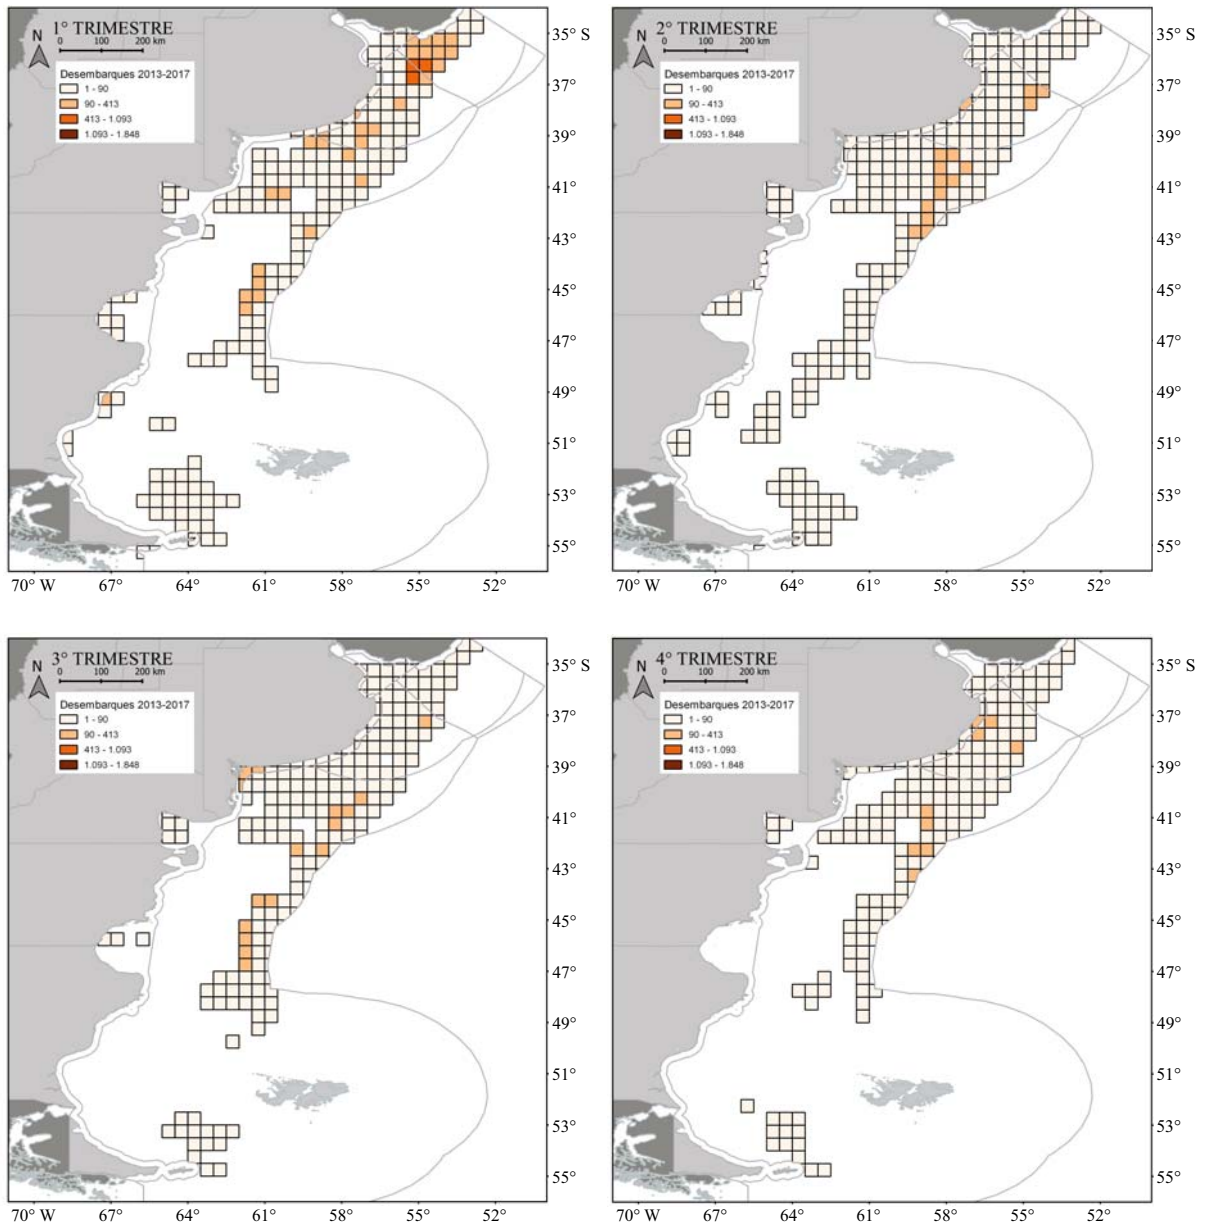 1° TRIMESTRE
N
0 100 200 km
Desembarques 2013-2017
1 - 90
90 - 413
413 - 1.093
1.093 - 1.848
35° S
37°
39°
41°
43°
45°
47°
49°
51°
53°
55°
70° W 67° 64° 61° 58° 55° 52°
2° TRIMESTRE
N
0 100 200 km
Desembarques 2013-2017
1 - 90
90 - 413
413 - 1.093
1.093 - 1.848
35° S
37°
39°
41°
43°
45°
47°
49°
51°
53°
55°
70° W 67° 64° 61° 58° 55° 52°
3° TRIMESTRE
N
0 100 200 km
Desembarques 2013-2017
1 - 90
90 - 413
413 - 1.093
1.093 - 1.848
35° S
37°
39°
41°
43°
45°
47°
49°
51°
53°
55°
70° W 67° 64° 61° 58° 55° 52°
4° TRIMESTRE
N
0 100 200 km
Desembarques 2013-2017
1 - 90
90 - 413
413 - 1.093
1.093 - 1.848
35° S
37°
39°
41°
43°
45°
47°
49°
51°
53°
55°
70° W 67° 64° 61° 58° 55° 52°